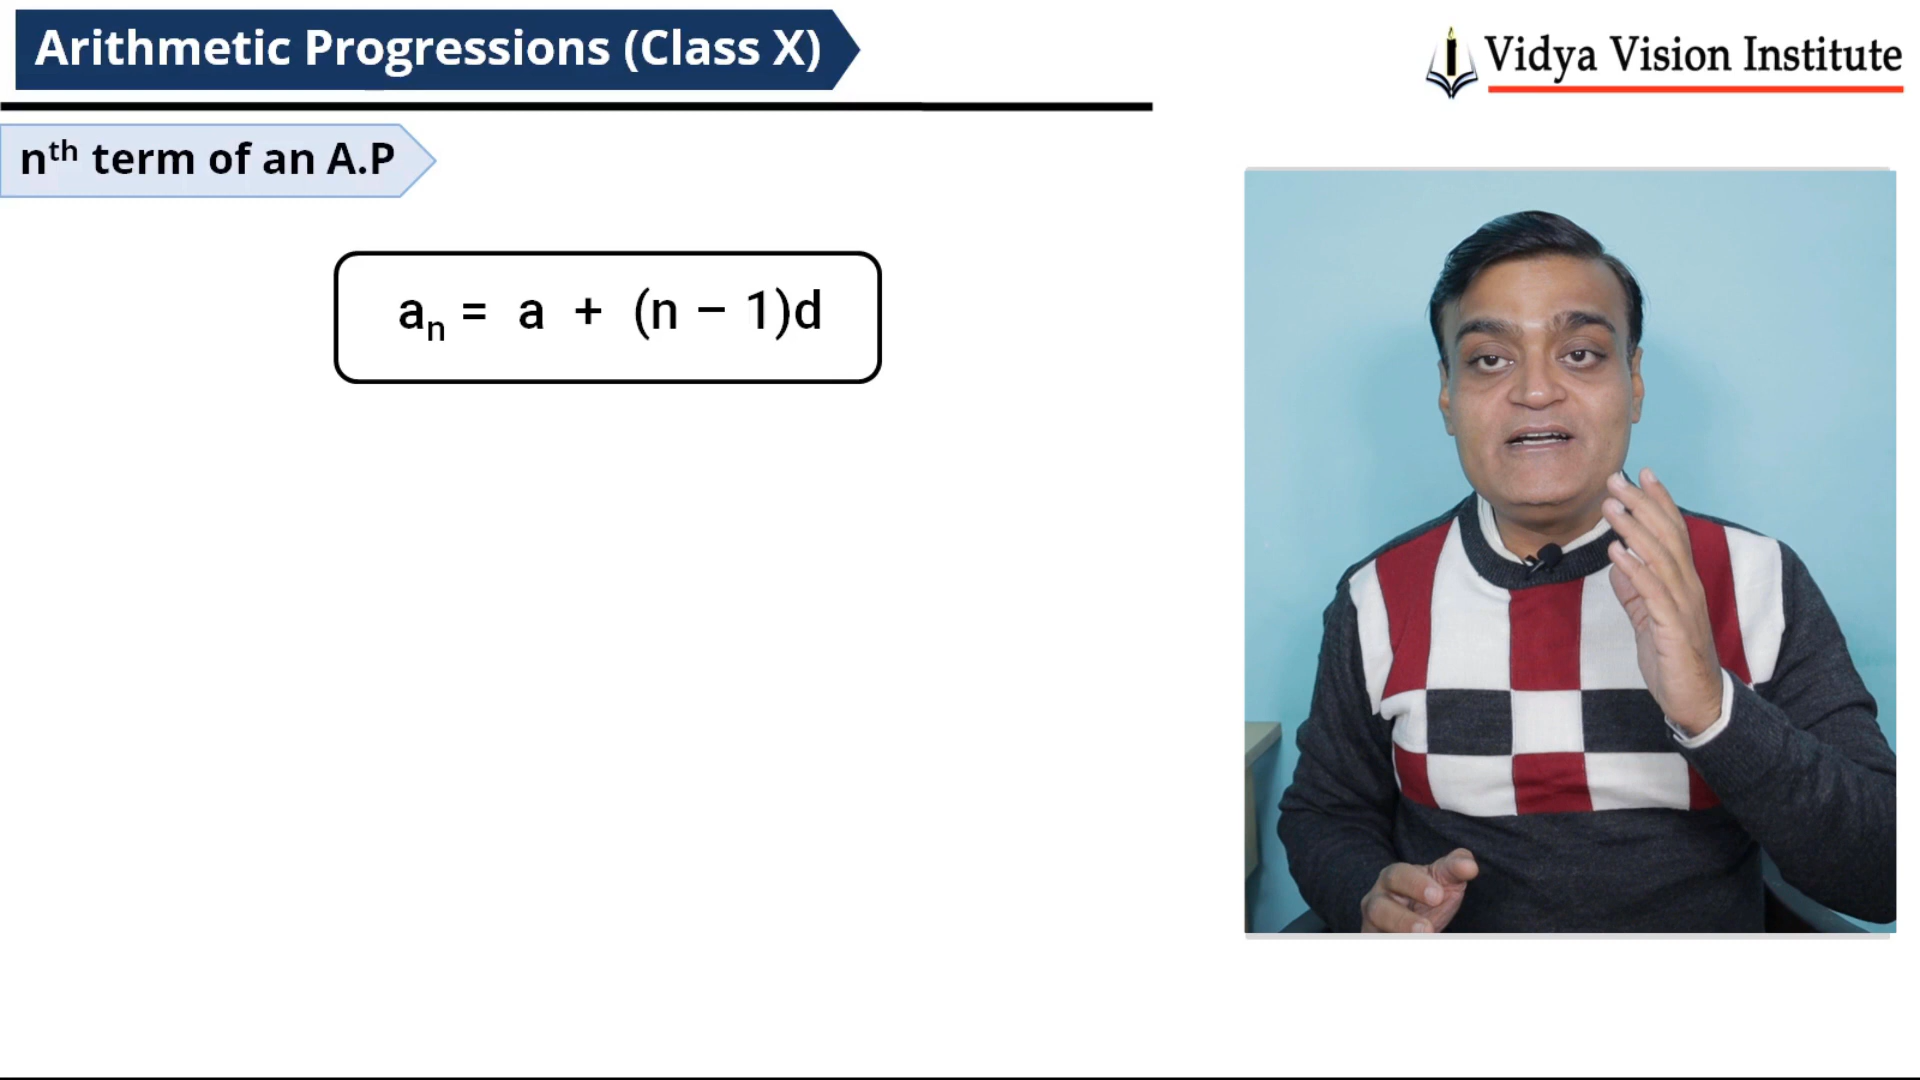 Arithmetic Progressions (Class X)
Vidya Vision Institute
nᵗʰ term of an A.P
aₙ = a + (n – 1)d